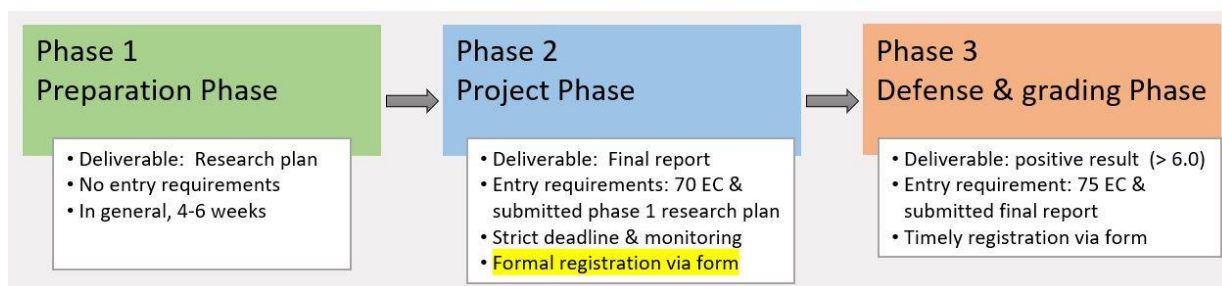 Phase 1
Preparation Phase
• Deliverable: Research plan
• No entry requirements
• In general, 4-6 weeks
Phase 2
Project Phase
• Deliverable: Final report
• Entry requirements: 70 EC &
submitted phase 1 research plan
• Strict deadline & monitoring
• Formal registration via form
Phase 3
Defense & grading Phase
• Deliverable: positive result (> 6.0)
• Entry requirement: 75 EC &
submitted final report
• Timely registration via form